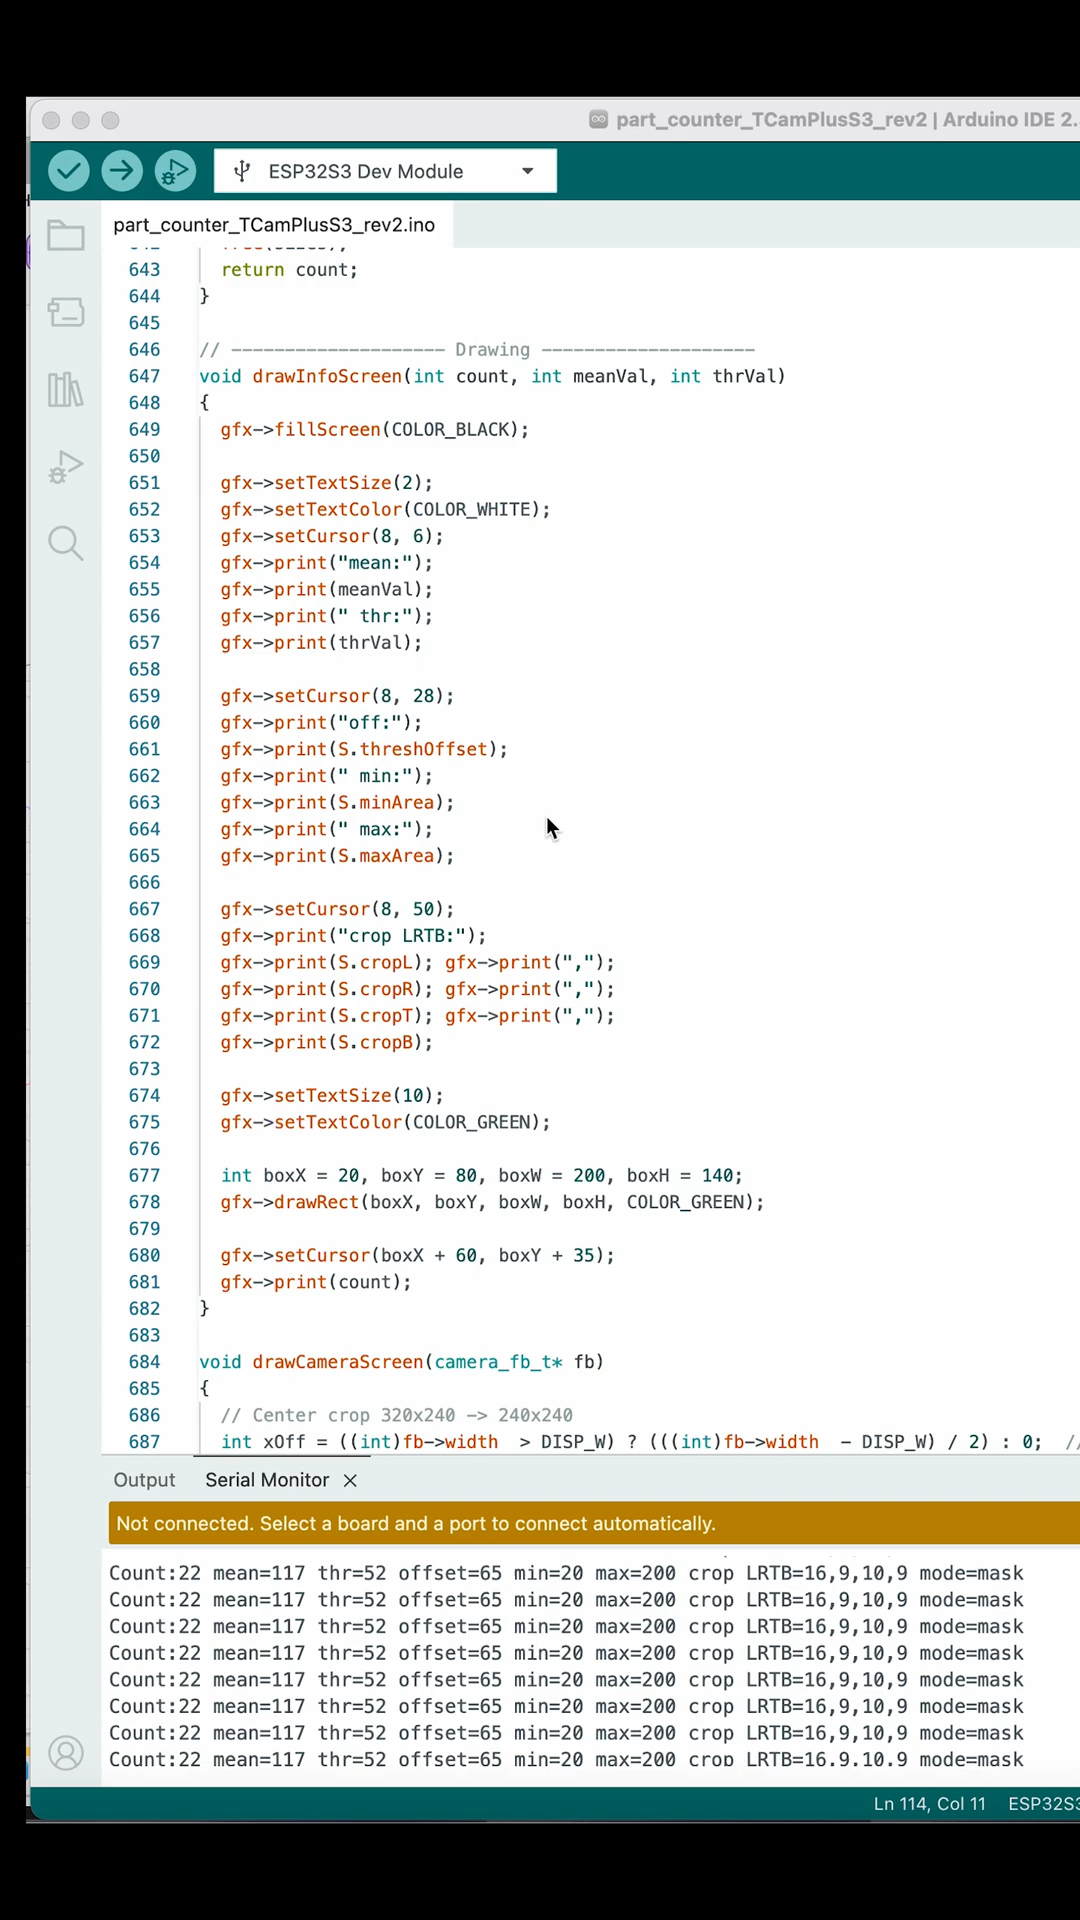 part_counter_TCamPlusS3_rev2 | Arduino IDE 2.
ESP32S3 Dev Module
part_counter_TCamPlusS3_rev2.ino
643 return count;
644 }
645
646 // -------------------- Drawing --------------------
647 void drawInfoScreen(int count, int meanVal, int thrVal)
648 {
649 gfx->fillScreen(COLOR_BLACK);
650
651 gfx->setTextSize(2);
652 gfx->setTextColor(COLOR_WHITE);
653 gfx->setCursor(8, 6);
654 gfx->print("mean:");
655 gfx->print(meanVal);
656 gfx->print(" thr:");
657 gfx->print(thrVal);
658
659 gfx->setCursor(8, 28);
660 gfx->print("off:");
661 gfx->print(S.threshOffset);
662 gfx->print(" min:");
663 gfx->print(S.minArea);
664 gfx->print(" max:");
665 gfx->print(S.maxArea);
666
667 gfx->setCursor(8, 50);
668 gfx->print("crop LRTB:");
669 gfx->print(S.cropL); gfx->print(",");
670 gfx->print(S.cropR); gfx->print(",");
671 gfx->print(S.cropT); gfx->print(",");
672 gfx->print(S.cropB);
673
674 gfx->setTextSize(10);
675 gfx->setTextColor(COLOR_GREEN);
676
677 int boxX = 20, boxY = 80, boxW = 200, boxH = 140;
678 gfx->drawRect(boxX, boxY, boxW, boxH, COLOR_GREEN);
679
680 gfx->setCursor(boxX + 60, boxY + 35);
681 gfx->print(count);
682 }
683
684 void drawCameraScreen(camera_fb_t* fb)
685 {
686 // Center crop 320x240 -> 240x240
687 int xOff = ((int)fb->width > DISP_W) ? (((int)fb->width - DISP_W) / 2) : 0; //
Output Serial Monitor
Not connected. Select a board and a port to connect automatically.
Count:22 mean=117 thr=52 offset=65 min=20 max=200 crop LRTB=16,9,10,9 mode=mask
Count:22 mean=117 thr=52 offset=65 min=20 max=200 crop LRTB=16,9,10,9 mode=mask
Count:22 mean=117 thr=52 offset=65 min=20 max=200 crop LRTB=16,9,10,9 mode=mask
Count:22 mean=117 thr=52 offset=65 min=20 max=200 crop LRTB=16,9,10,9 mode=mask
Count:22 mean=117 thr=52 offset=65 min=20 max=200 crop LRTB=16,9,10,9 mode=mask
Count:22 mean=117 thr=52 offset=65 min=20 max=200 crop LRTB=16,9,10,9 mode=mask
Count:22 mean=117 thr=52 offset=65 min=20 max=200 crop LRTB=16,9,10,9 mode=mask
Count:22 mean=117 thr=52 offset=65 min=20 max=200 crop LRTB=16,9,10,9 mode=mask
Ln 114, Col 11 ESP32S3